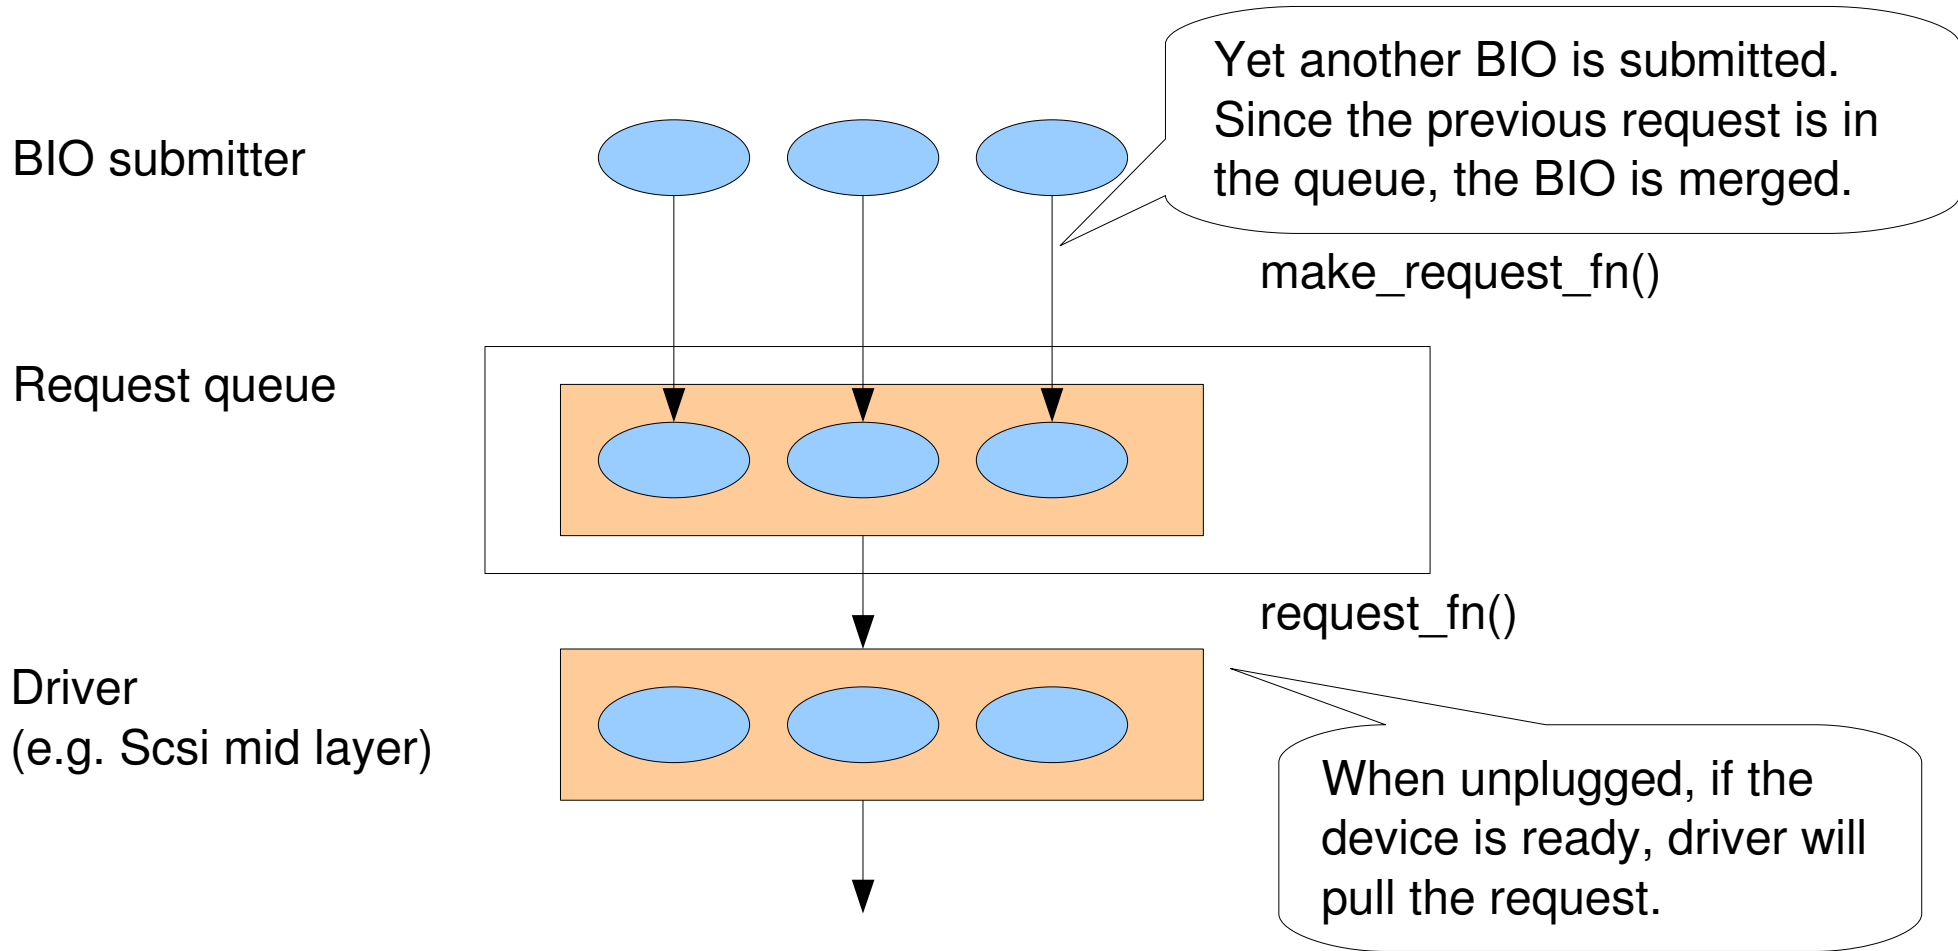 Yet another BIO is submitted.
Since the previous request is in
the queue, the BIO is merged.
BIO submitter
make_request_fn()
Request queue
request_fn()
Driver
(e.g. Scsi mid layer)
When unplugged, if the
device is ready, driver will
pull the request.